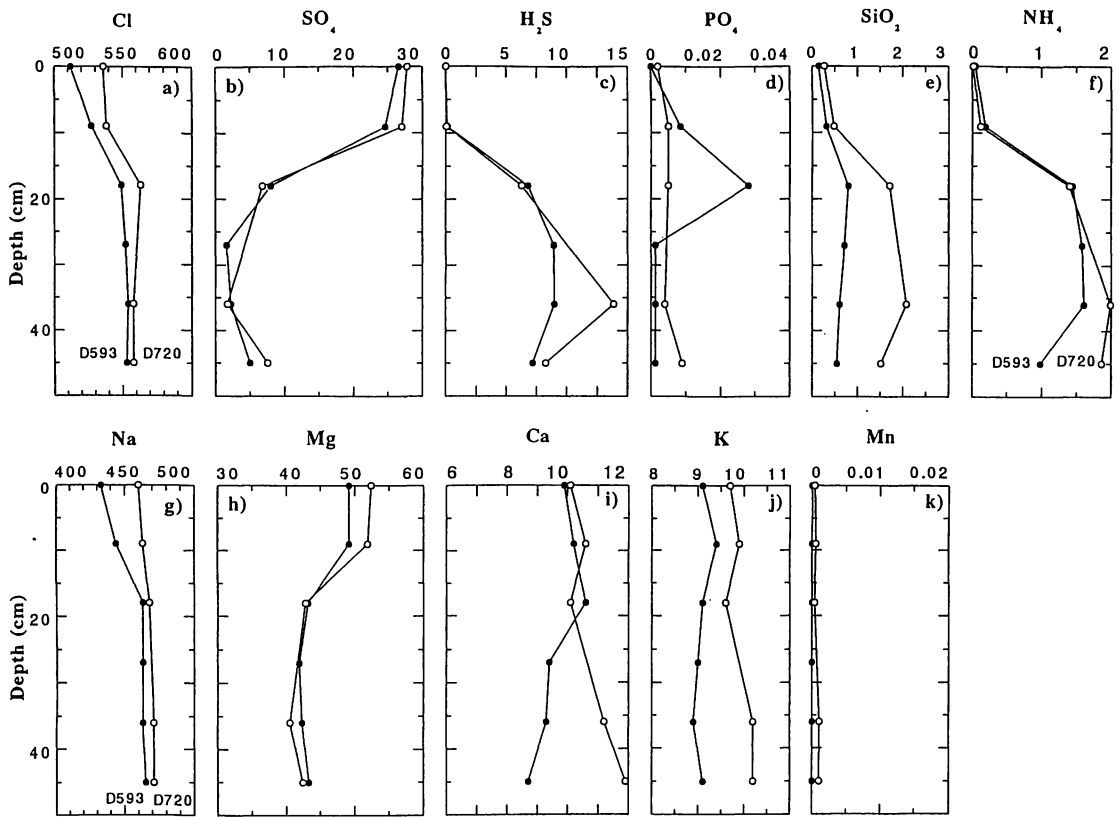 Cl SO₄ H₂S PO₄ SiO₂ NH₄
500 550 600 0 10 20 30 0 5 10 15 0 0.02 0.04 0 1 2 3 0 1 2
0 a) b) c) d) e) f)
Depth (cm)
20
40
D593 D720 D593 D720
Na Mg Ca K Mn
400 450 500 30 40 50 60 6 8 10 12 8 9 10 11 0 0.01 0.02
0 g) h) i) j) k)
Depth (cm)
20
40
D593 D720